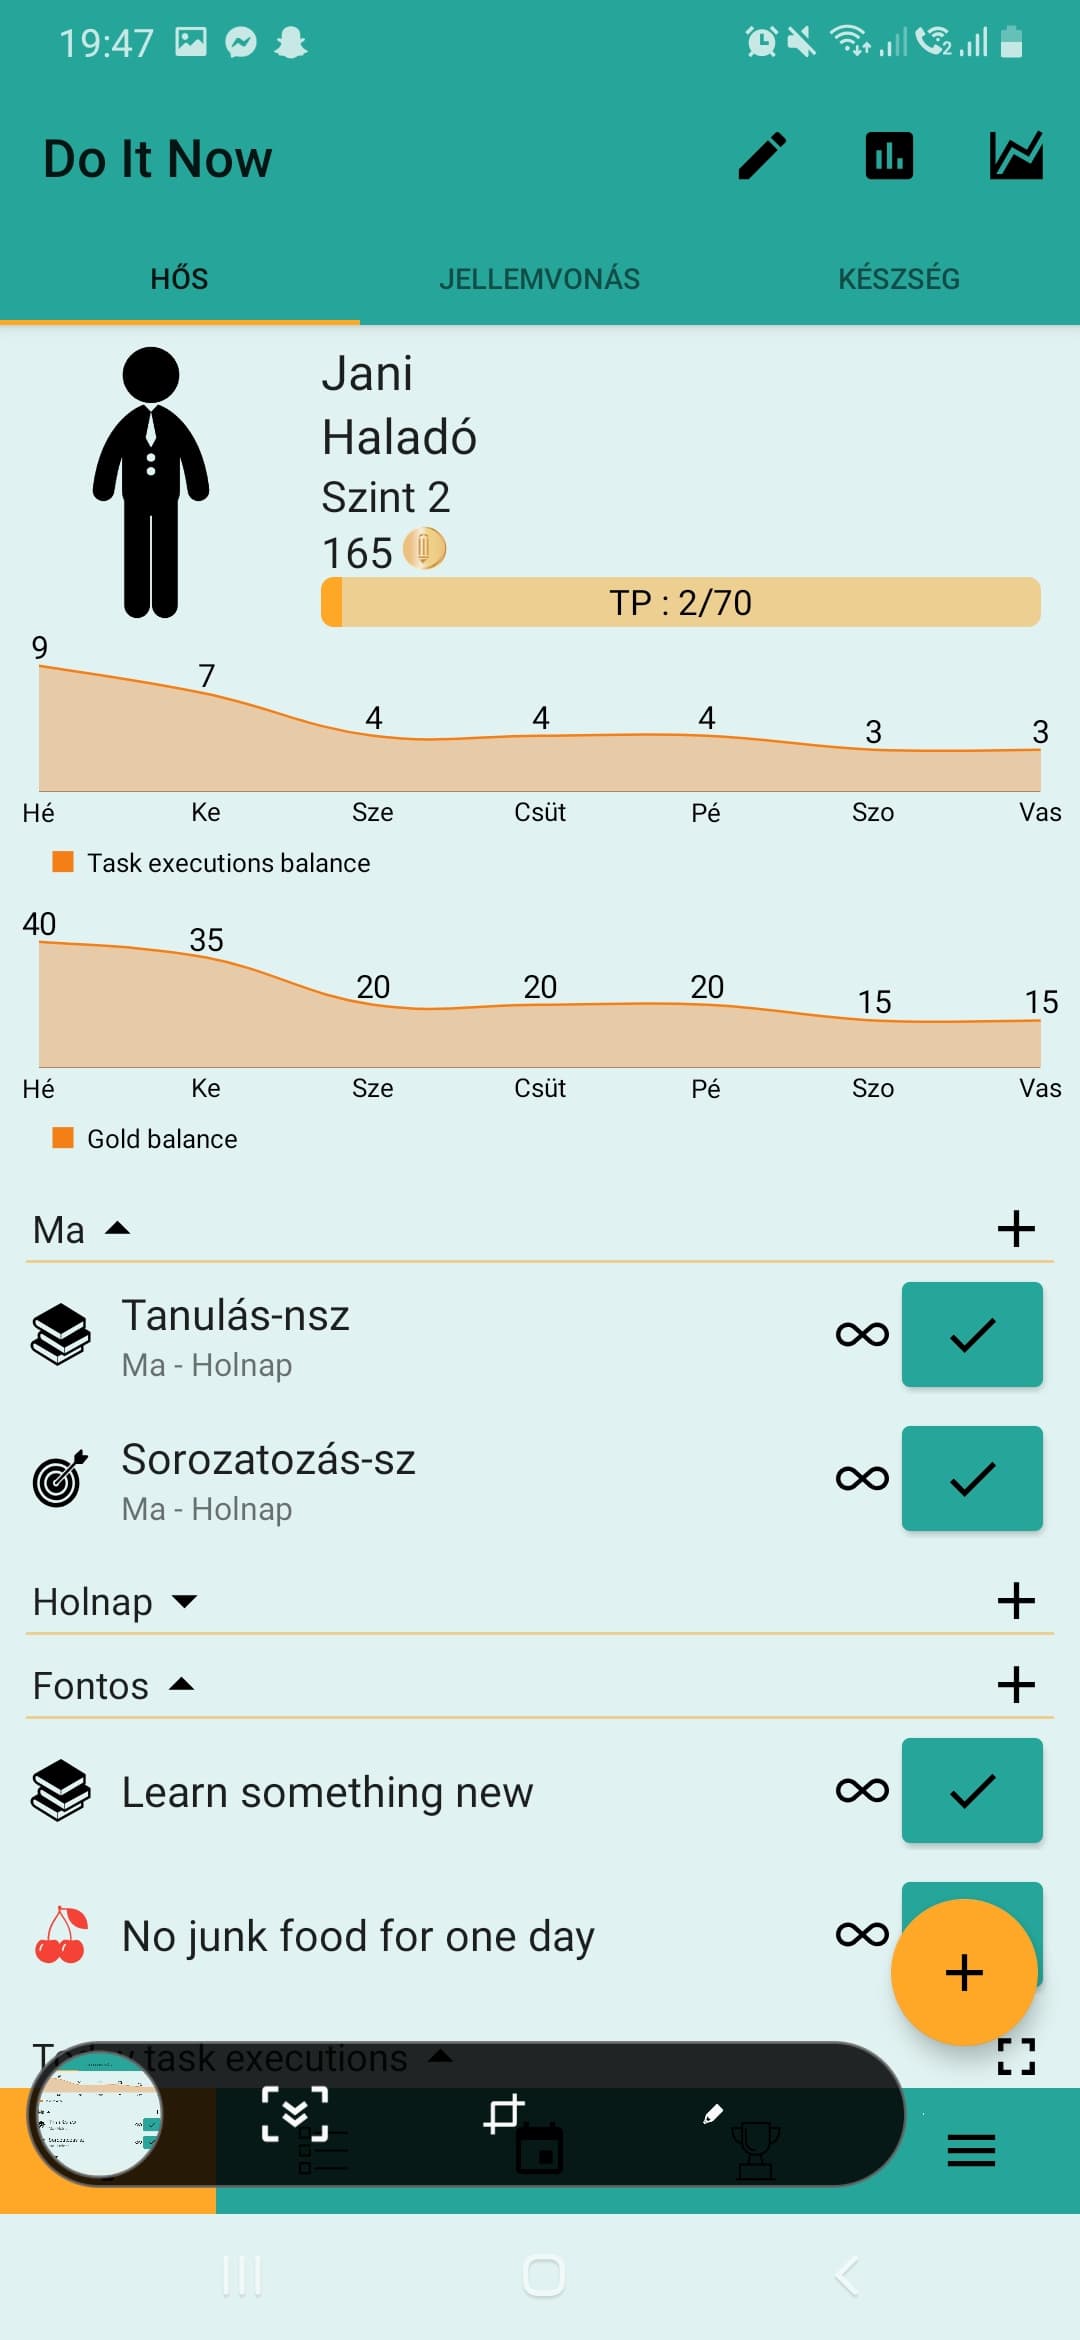 19:47
Do It Now
HŐS JELLEMVONÁS KÉSZSÉG
Jani
Haladó
Szint 2
165
TP : 2/70
9 7 4 4 4 3 3
Hé Ke Sze Csüt Pé Szo Vas
Task executions balance
40 35 20 20 20 15 15
Hé Ke Sze Csüt Pé Szo Vas
Gold balance
Ma
Tanulás-nsz
Ma - Holnap
Sorozatozás-sz
Ma - Holnap
Holnap
Fontos
Learn something new
No junk food for one day
task executions